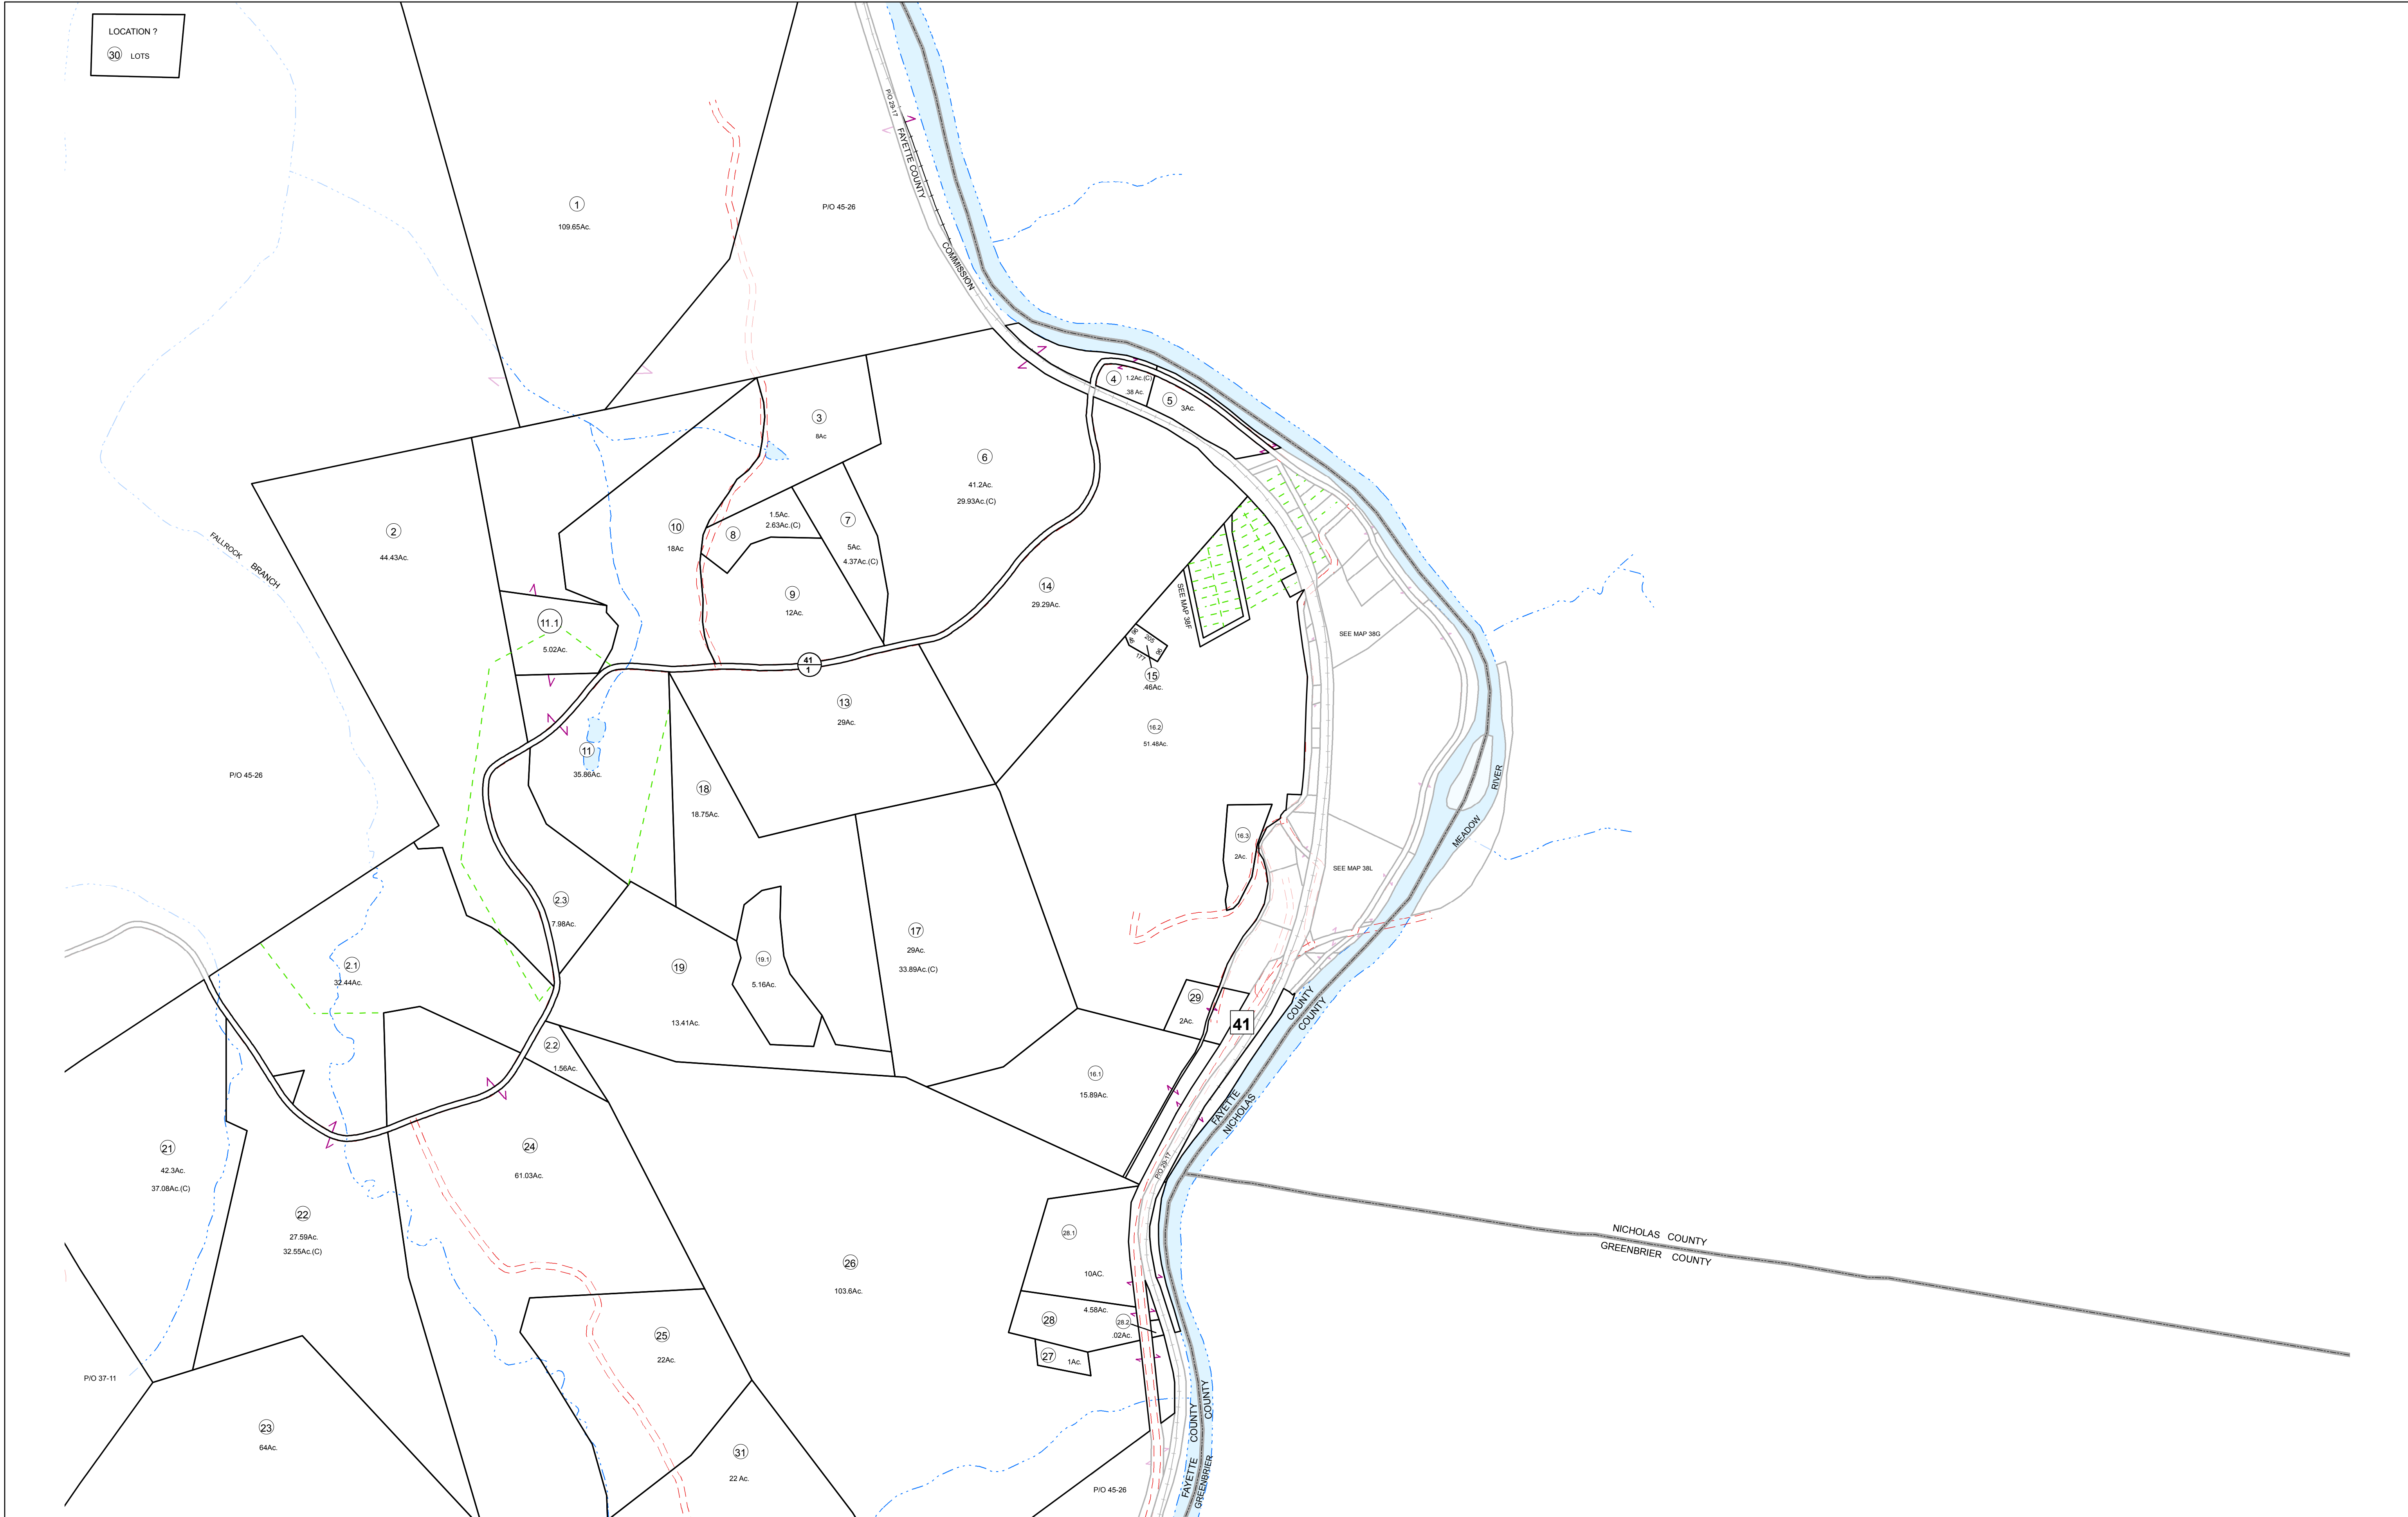 LOCATION ?
30 LOTS
P/O 29-17
FAYETTE COUNTY
COMMISSION
1
109.65Ac.
P/O 45-26
4
1.2Ac.(C)
.38 Ac.
5
3Ac.
3
8Ac
6
41.2Ac.
29.93Ac.(C)
2
44.43Ac.
FALLROCK BRANCH
10
18Ac
8
1.5Ac.
2.63Ac.(C)
7
5Ac.
4.37Ac.(C)
9
12Ac.
14
29.29Ac.
SEE MAP 38F
SEE MAP 38G
11.1
5.02Ac.
41
1
96
205
96
46
177
15
.46Ac.
13
29Ac.
16.2
51.48Ac.
11
35.86Ac.
P/O 45-26
18
18.75Ac.
MEADOW RIVER
16.3
2Ac.
SEE MAP 38L
2.3
7.98Ac.
17
29Ac.
33.89Ac.(C)
2.1
32.44Ac.
19
13.41Ac.
19.1
5.16Ac.
29
2Ac.
41
FAYETTE COUNTY
NICHOLAS COUNTY
2.2
1.56Ac.
16.1
15.89Ac.
21
42.3Ac.
37.08Ac.(C)
24
61.03Ac.
P/O 29-17
22
27.59Ac.
32.55Ac.(C)
28.1
10AC.
NICHOLAS COUNTY
GREENBRIER COUNTY
26
103.6Ac.
4.58Ac.
28
28.2
.02Ac.
27
1Ac.
25
22Ac.
P/O 37-11
23
64Ac.
31
22 Ac.
P/O 45-26
FAYETTE COUNTY
GREENBRIER COUNTY